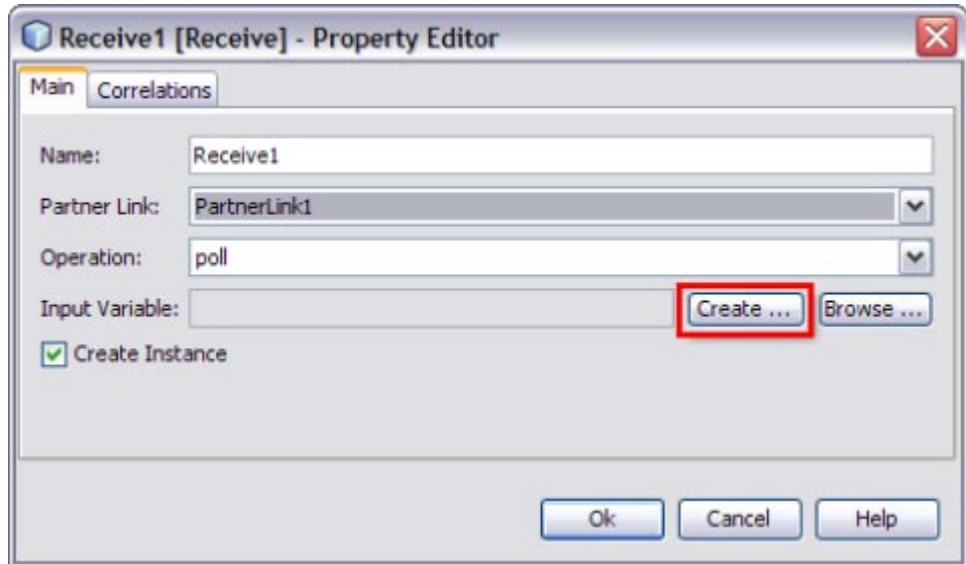 Receive1 [Receive] - Property Editor
Main Correlations
Name: Receive1
Partner Link: PartnerLink1
Operation: poll
Input Variable: Create ... Browse ...
Create Instance
Ok Cancel Help